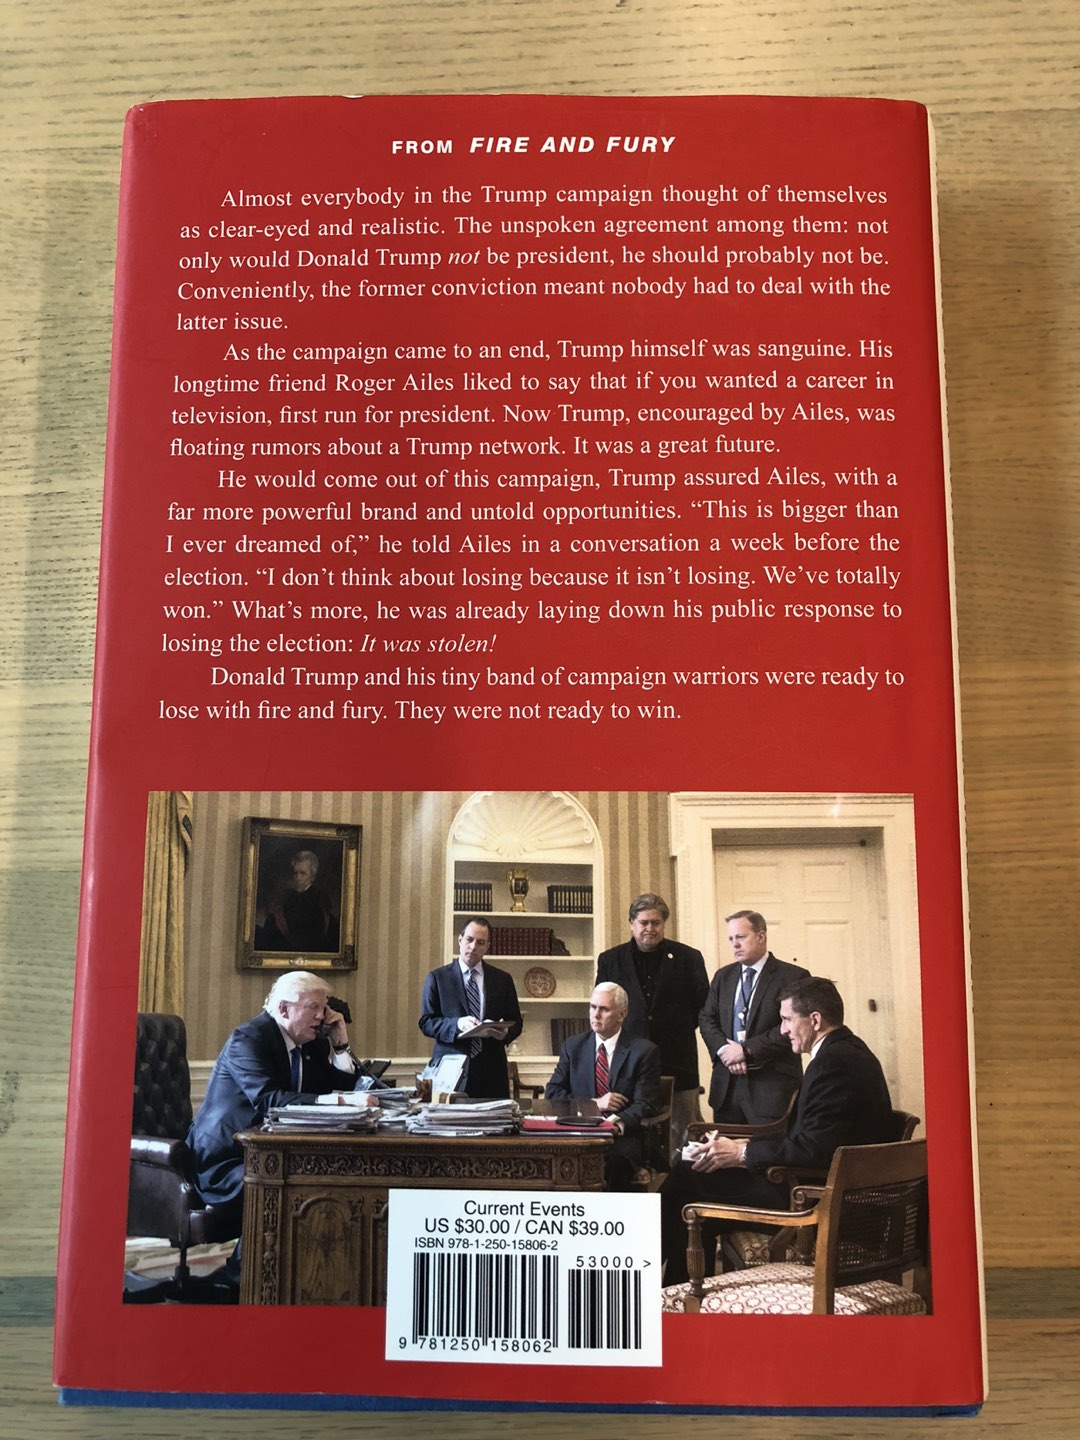 FROM FIRE AND FURY
Almost everybody in the Trump campaign thought of themselves
as clear-eyed and realistic. The unspoken agreement among them: not
only would Donald Trump not be president, he should probably not be.
Conveniently, the former conviction meant nobody had to deal with the
latter issue.
As the campaign came to an end, Trump himself was sanguine. His
longtime friend Roger Ailes liked to say that if you wanted a career in
television, first run for president. Now Trump, encouraged by Ailes, was
floating rumors about a Trump network. It was a great future.
He would come out of this campaign, Trump assured Ailes, with a
far more powerful brand and untold opportunities. “This is bigger than
I ever dreamed of,” he told Ailes in a conversation a week before the
election. “I don’t think about losing because it isn’t losing. We’ve totally
won.” What’s more, he was already laying down his public response to
losing the election: It was stolen!
Donald Trump and his tiny band of campaign warriors were ready to
lose with fire and fury. They were not ready to win.
Current Events
US $30.00 / CAN $39.00
ISBN 978-1-250-15806-2
53000 >
9 781250 158062